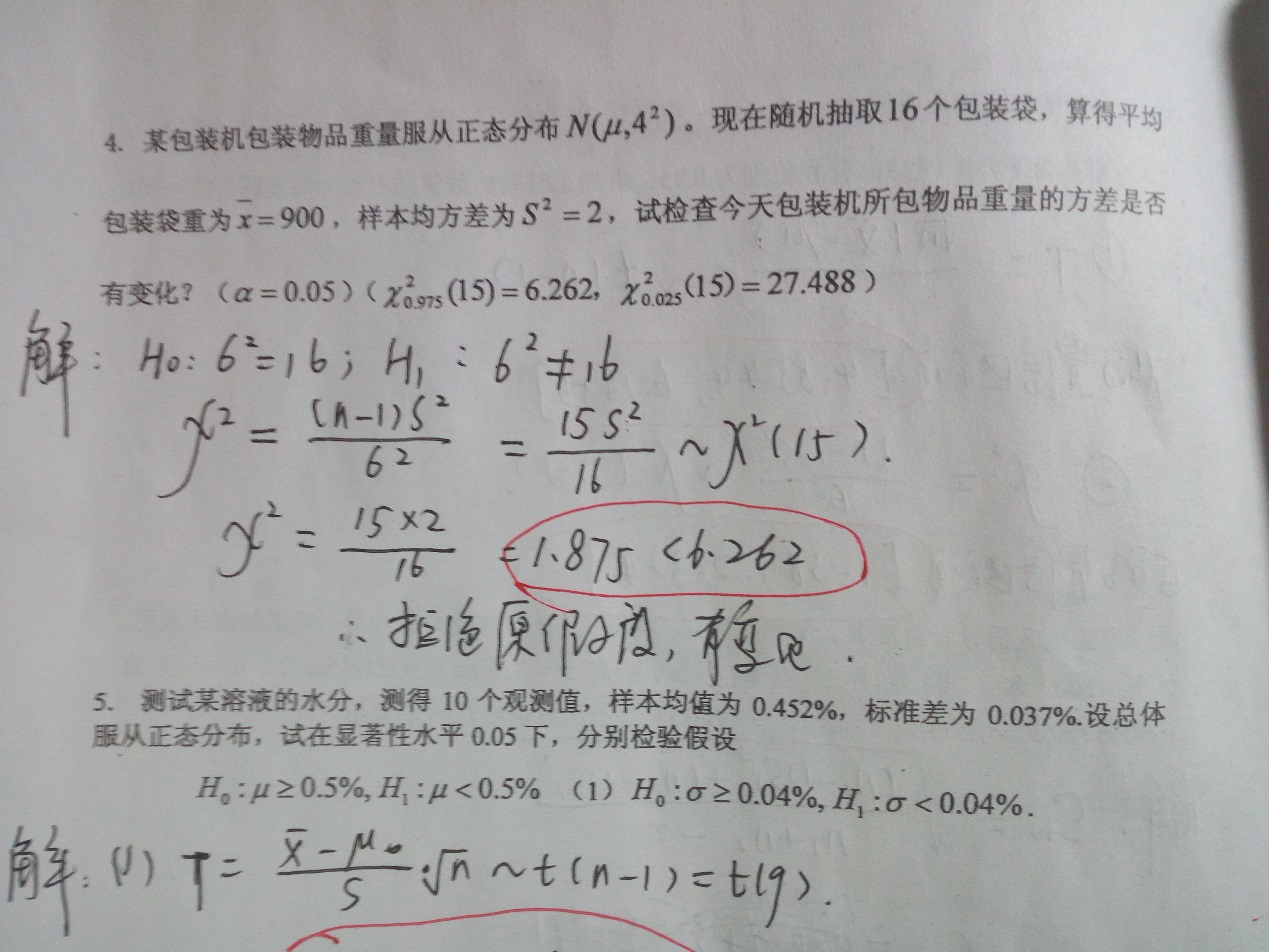 4. 某包装机包装物品重量服从正态分布 N(μ,4²)。现在随机抽取16个包装袋，算得平均
包装袋重为 x̄=900，样本均方差为 S²=2，试检查今天包装机所包物品重量的方差是否
有变化？（α=0.05）（χ²₀.₉₇₅(15)=6.262, χ²₀.₀₂₅(15)=27.488）
解: H₀: σ²=16; H₁: σ²≠16
χ² = (n-1)S²/σ² = 15S²/16 ~ χ²(15).
χ² = 15×2/16 = 1.875 <6.262
∴ 拒绝原假设, 有变化.
5. 测试某溶液的水分，测得 10 个观测值，样本均值为 0.452%，标准差为 0.037%.设总体
服从正态分布，试在显著性水平 0.05 下，分别检验假设
H₀:μ≥0.5%, H₁:μ<0.5% （1）H₀:σ≥0.04%, H₁:σ<0.04%.
解: (1) T = (x̄-μ₀)/S·√n ~ t(n-1) = t(9).